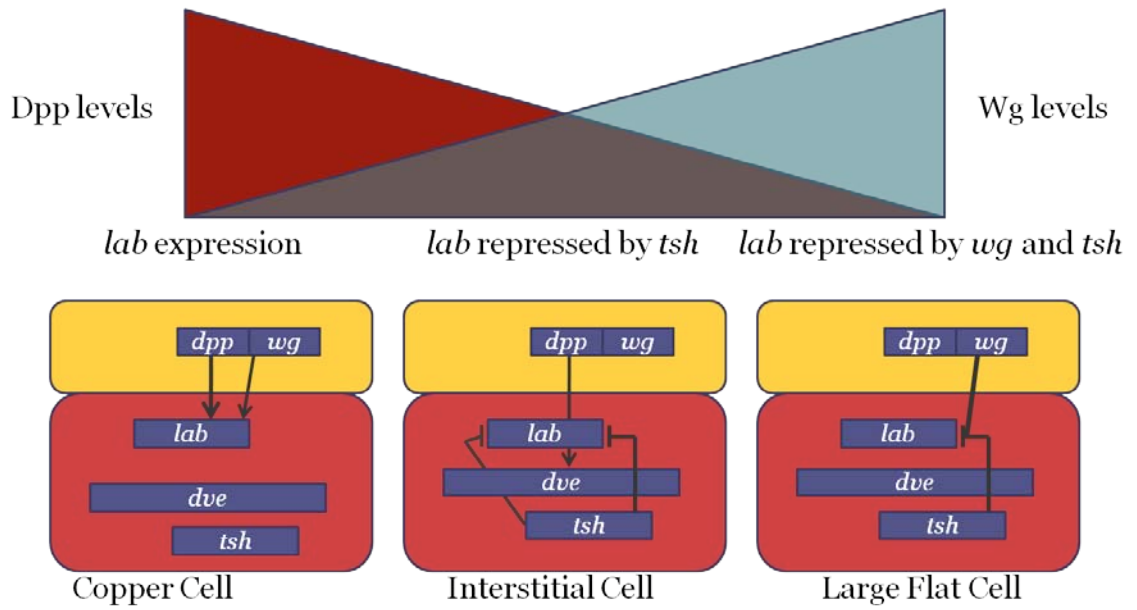 Dpp levels
Wg levels
lab expression
lab repressed by tsh
lab repressed by wg and tsh
dpp wg
lab
dve
tsh
Copper Cell
dpp wg
lab
dve
tsh
Interstitial Cell
dpp wg
lab
dve
tsh
Large Flat Cell